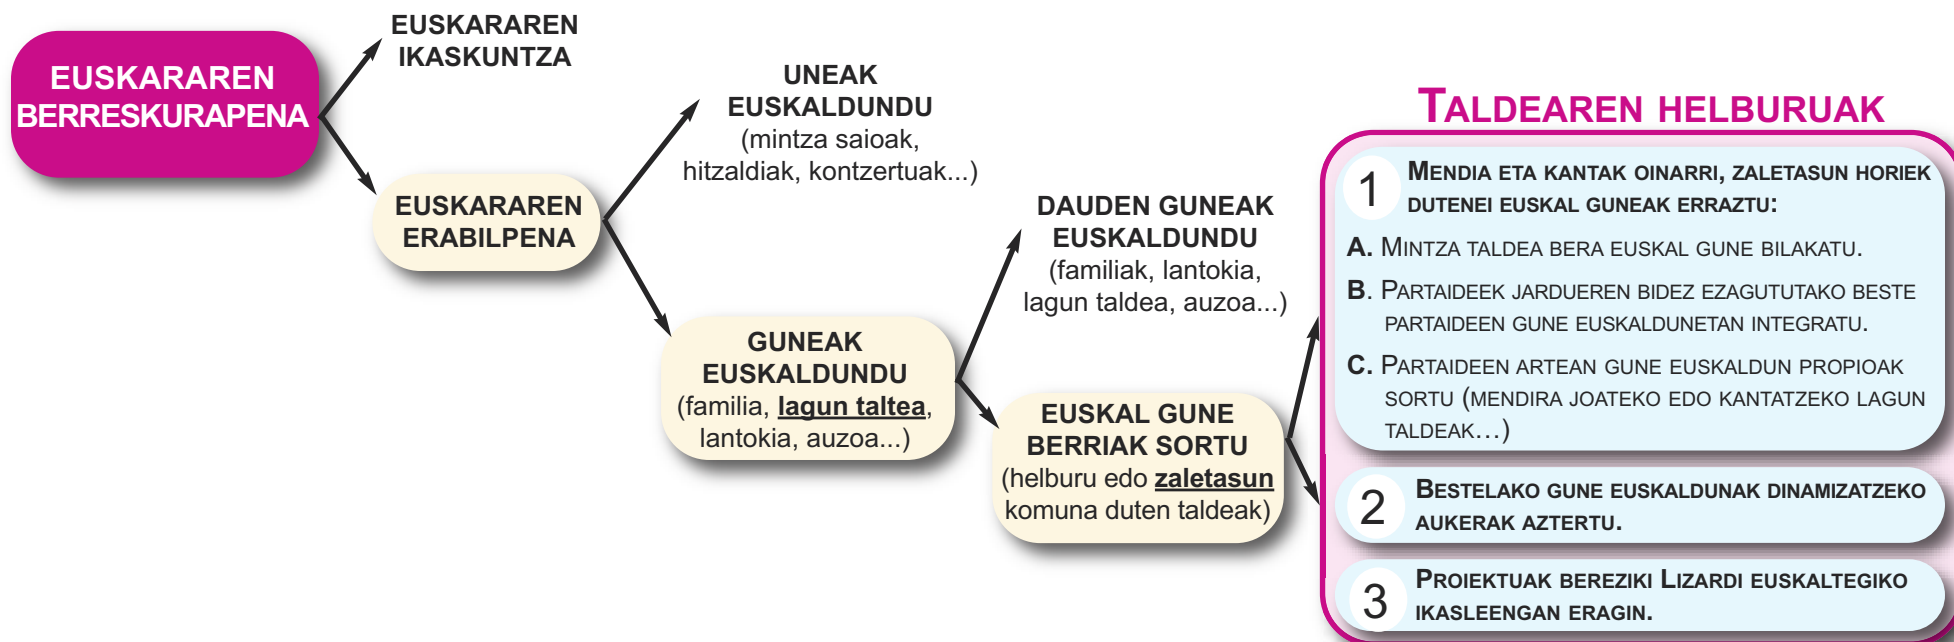 EUSKARAREN
BERRESKURAPENA
EUSKARAREN
IKASKUNTZA
EUSKARAREN
ERABILPENA
UNEAK
EUSKALDUNDU
(mintza saioak,
hitzaldiak, kontzertuak...)
GUNEAK
EUSKALDUNDU
(familia, lagun taltea,
lantokia, auzoa...)
DAUDEN GUNEAK
EUSKALDUNDU
(familiak, lantokia,
lagun taldea, auzoa...)
EUSKAL GUNE
BERRIAK SORTU
(helburu edo zaletasun
komuna duten taldeak)
TALDEAREN HELBURUAK
1 MENDIA ETA KANTAK OINARRI, ZALETASUN HORIEK
DUTENEI EUSKAL GUNEAK ERRAZTU:
A. MINTZA TALDEA BERA EUSKAL GUNE BILAKATU.
B. PARTAIDEEK JARDUEREN BIDEZ EZAGUTUTAKO BESTE
PARTAIDEEN GUNE EUSKALDUNETAN INTEGRATU.
C. PARTAIDEEN ARTEAN GUNE EUSKALDUN PROPIOAK
SORTU (MENDIRA JOATEKO EDO KANTATZEKO LAGUN
TALDEAK...)
2 BESTELAKO GUNE EUSKALDUNAK DINAMIZATZEKO
AUKERAK AZTERTU.
3 PROIEKTUAK BEREZIKI LIZARDI EUSKALTEGIKO
IKASLEENGAN ERAGIN.